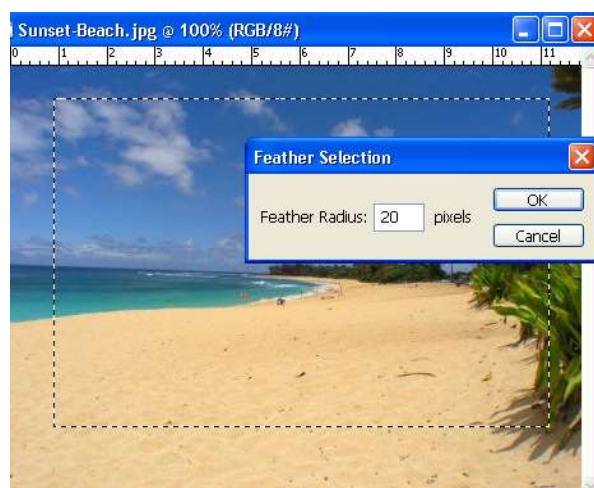 Sunset-Beach.jpg @ 100% (RGB/8#)
0 1 2 3 4 5 6 7 8 9 10 11
Feather Selection
Feather Radius: 20 pixels
OK
Cancel